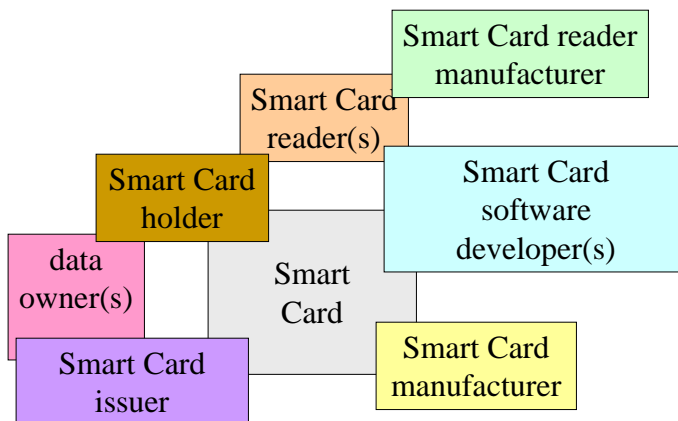 Smart Card reader
manufacturer
Smart Card
reader(s)
Smart Card
holder
Smart Card
software
developer(s)
data
owner(s)
Smart
Card
Smart Card
issuer
Smart Card
manufacturer